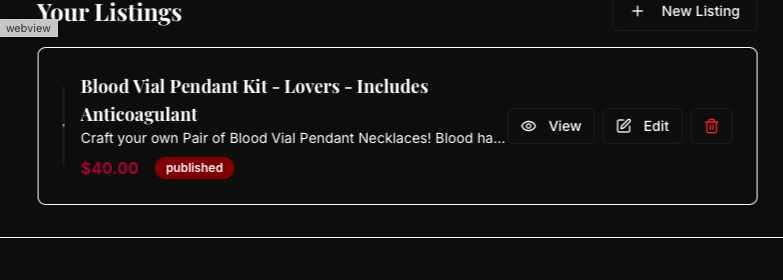 Your Listings
+ New Listing
webview
Blood Vial Pendant Kit - Lovers - Includes
Anticoagulant
Craft your own Pair of Blood Vial Pendant Necklaces! Blood ha...
View
Edit
$40.00
published